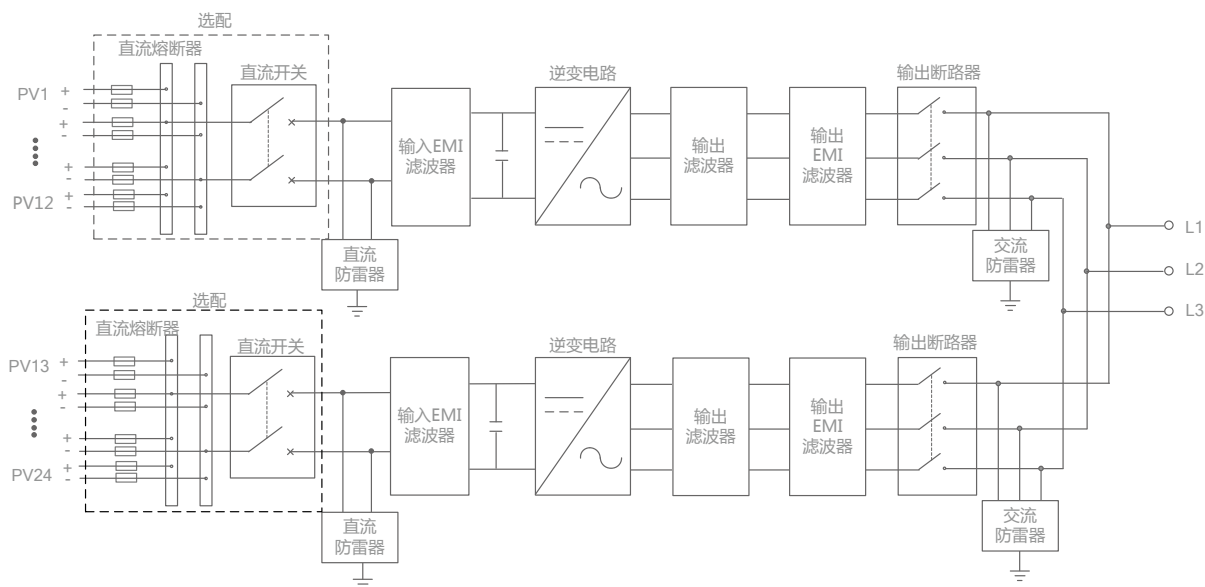 选配
直流熔断器
直流开关
逆变电路
输出断路器
PV1
+
-
+
-
+
-
+
-
PV12
输入EMI
滤波器
输出
滤波器
输出
EMI
滤波器
直流
防雷器
交流
防雷器
L1
L2
L3
选配
直流熔断器
直流开关
逆变电路
输出断路器
PV13
+
-
+
-
+
-
+
-
PV24
输入EMI
滤波器
输出
滤波器
输出
EMI
滤波器
直流
防雷器
交流
防雷器